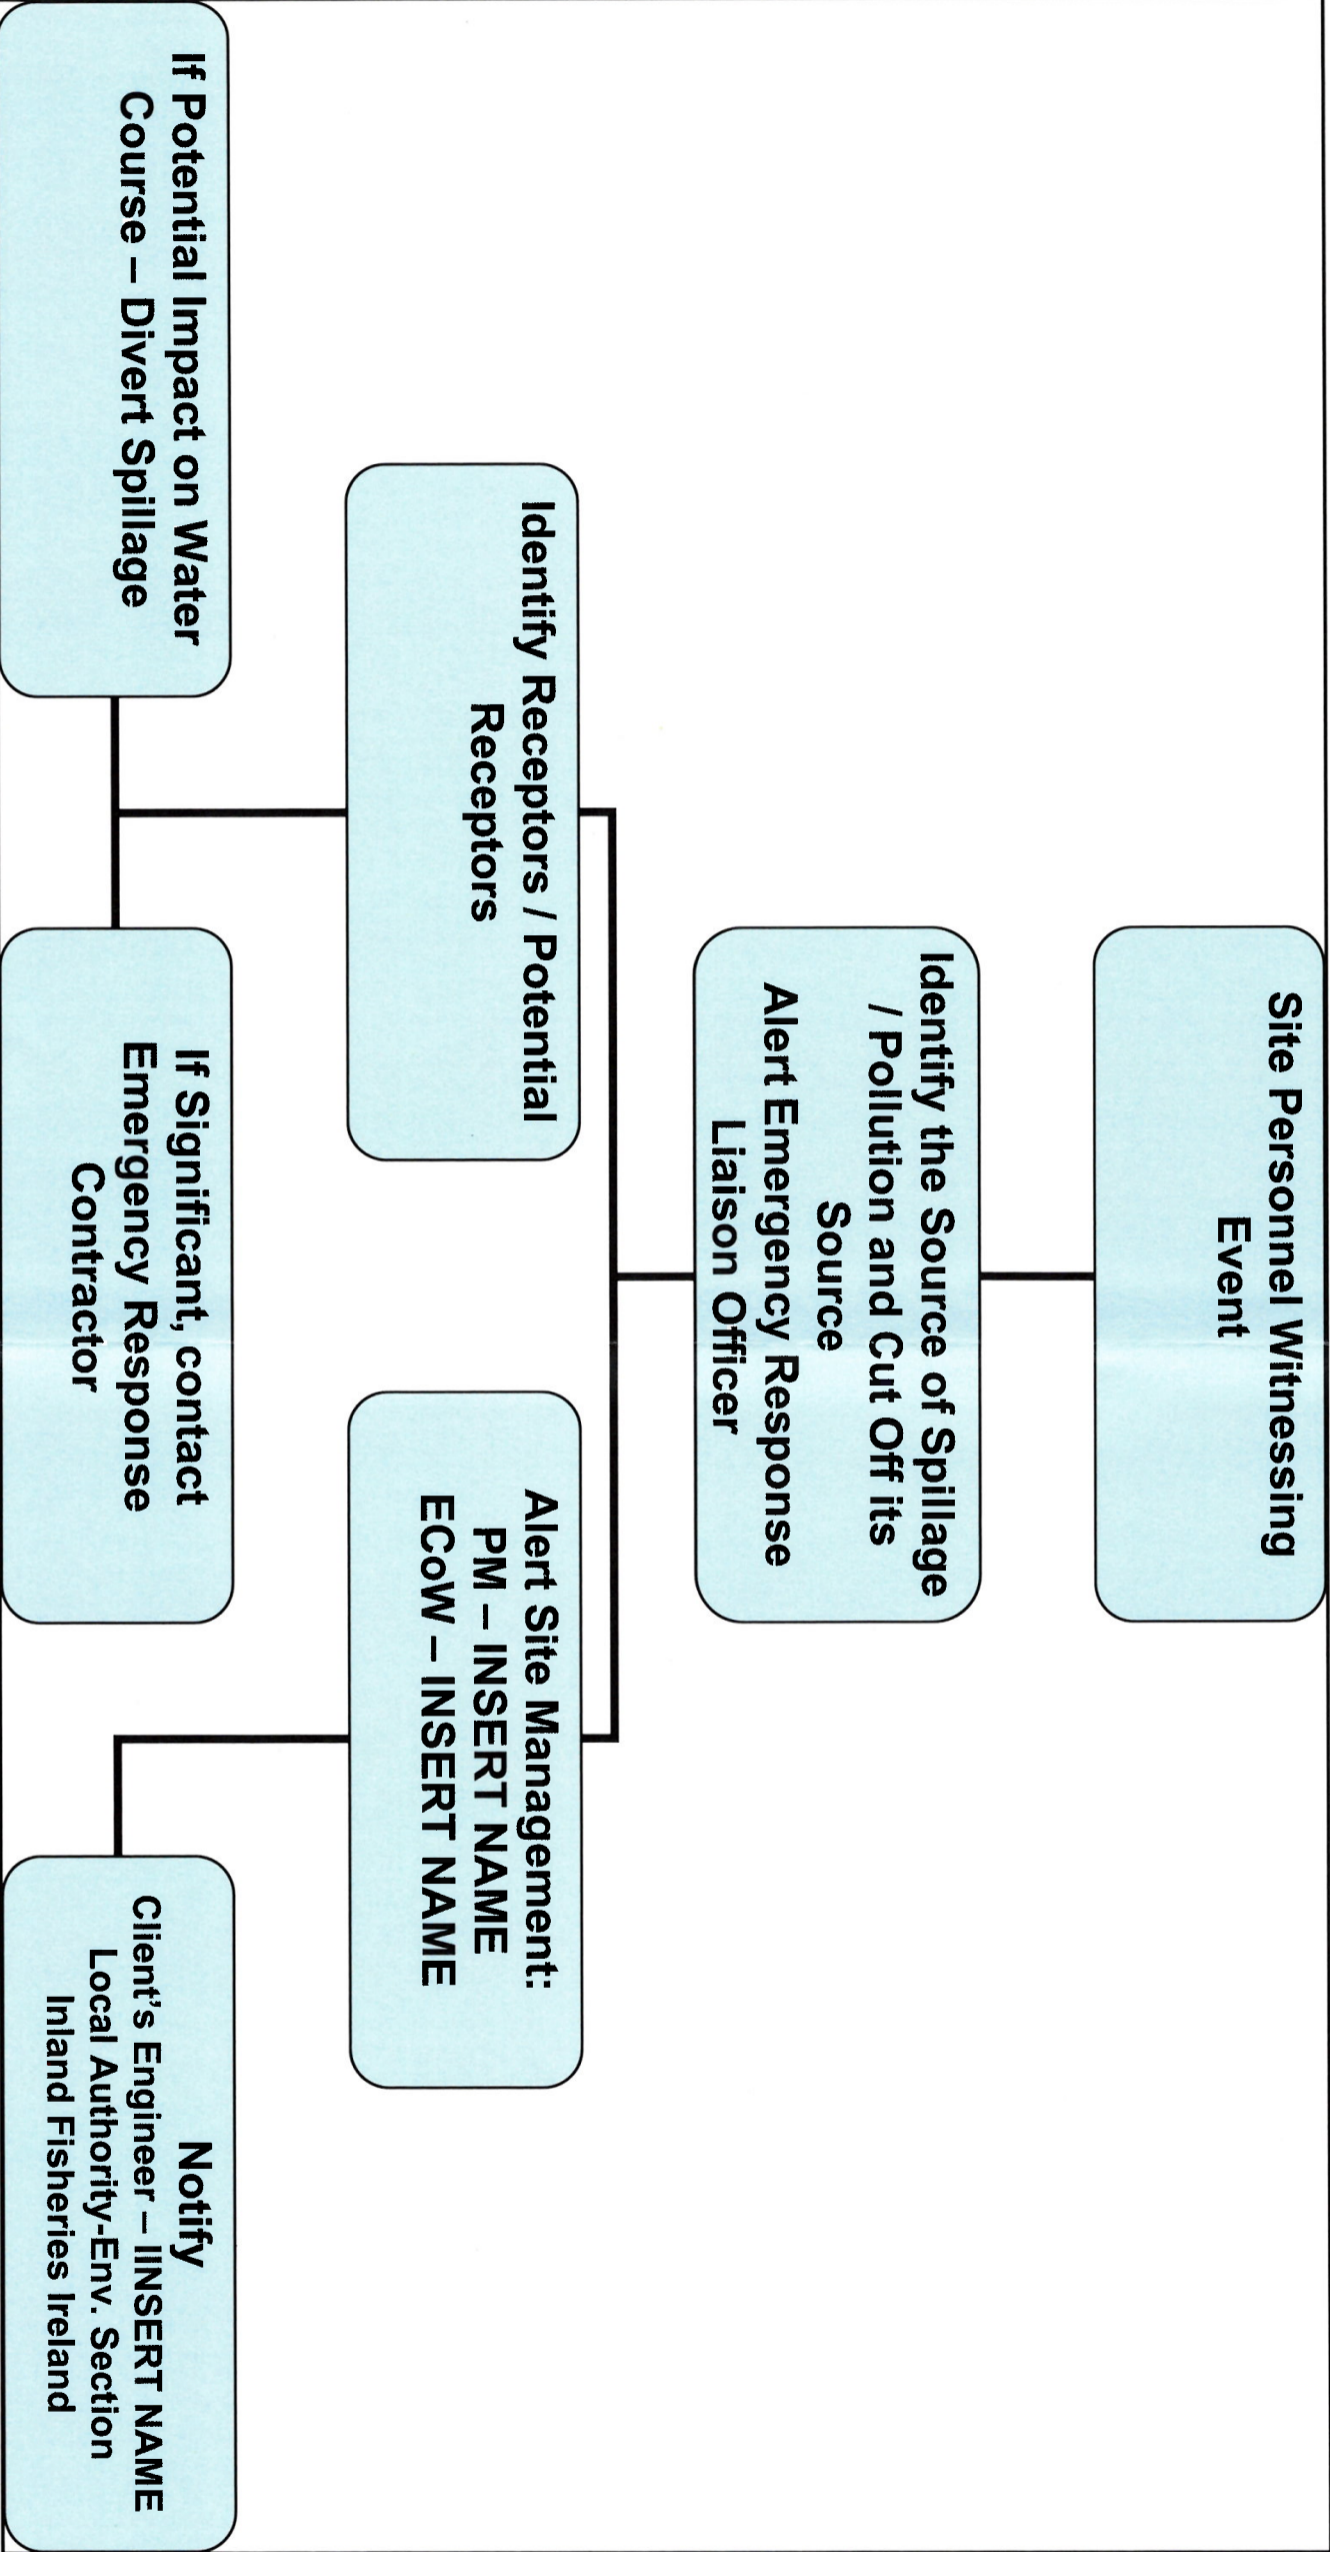 Site Personnel Witnessing
Event
Identify the Source of Spillage
/ Pollution and Cut Off its
Source
Alert Emergency Response
Liaison Officer
Identify Receptors / Potential
Receptors
Alert Site Management:
PM – INSERT NAME
ECoW – INSERT NAME
If Potential Impact on Water
Course – Divert Spillage
If Significant, contact
Emergency Response
Contractor
Notify
Client's Engineer – IINSERT NAME
Local Authority-Env. Section
Inland Fisheries Ireland